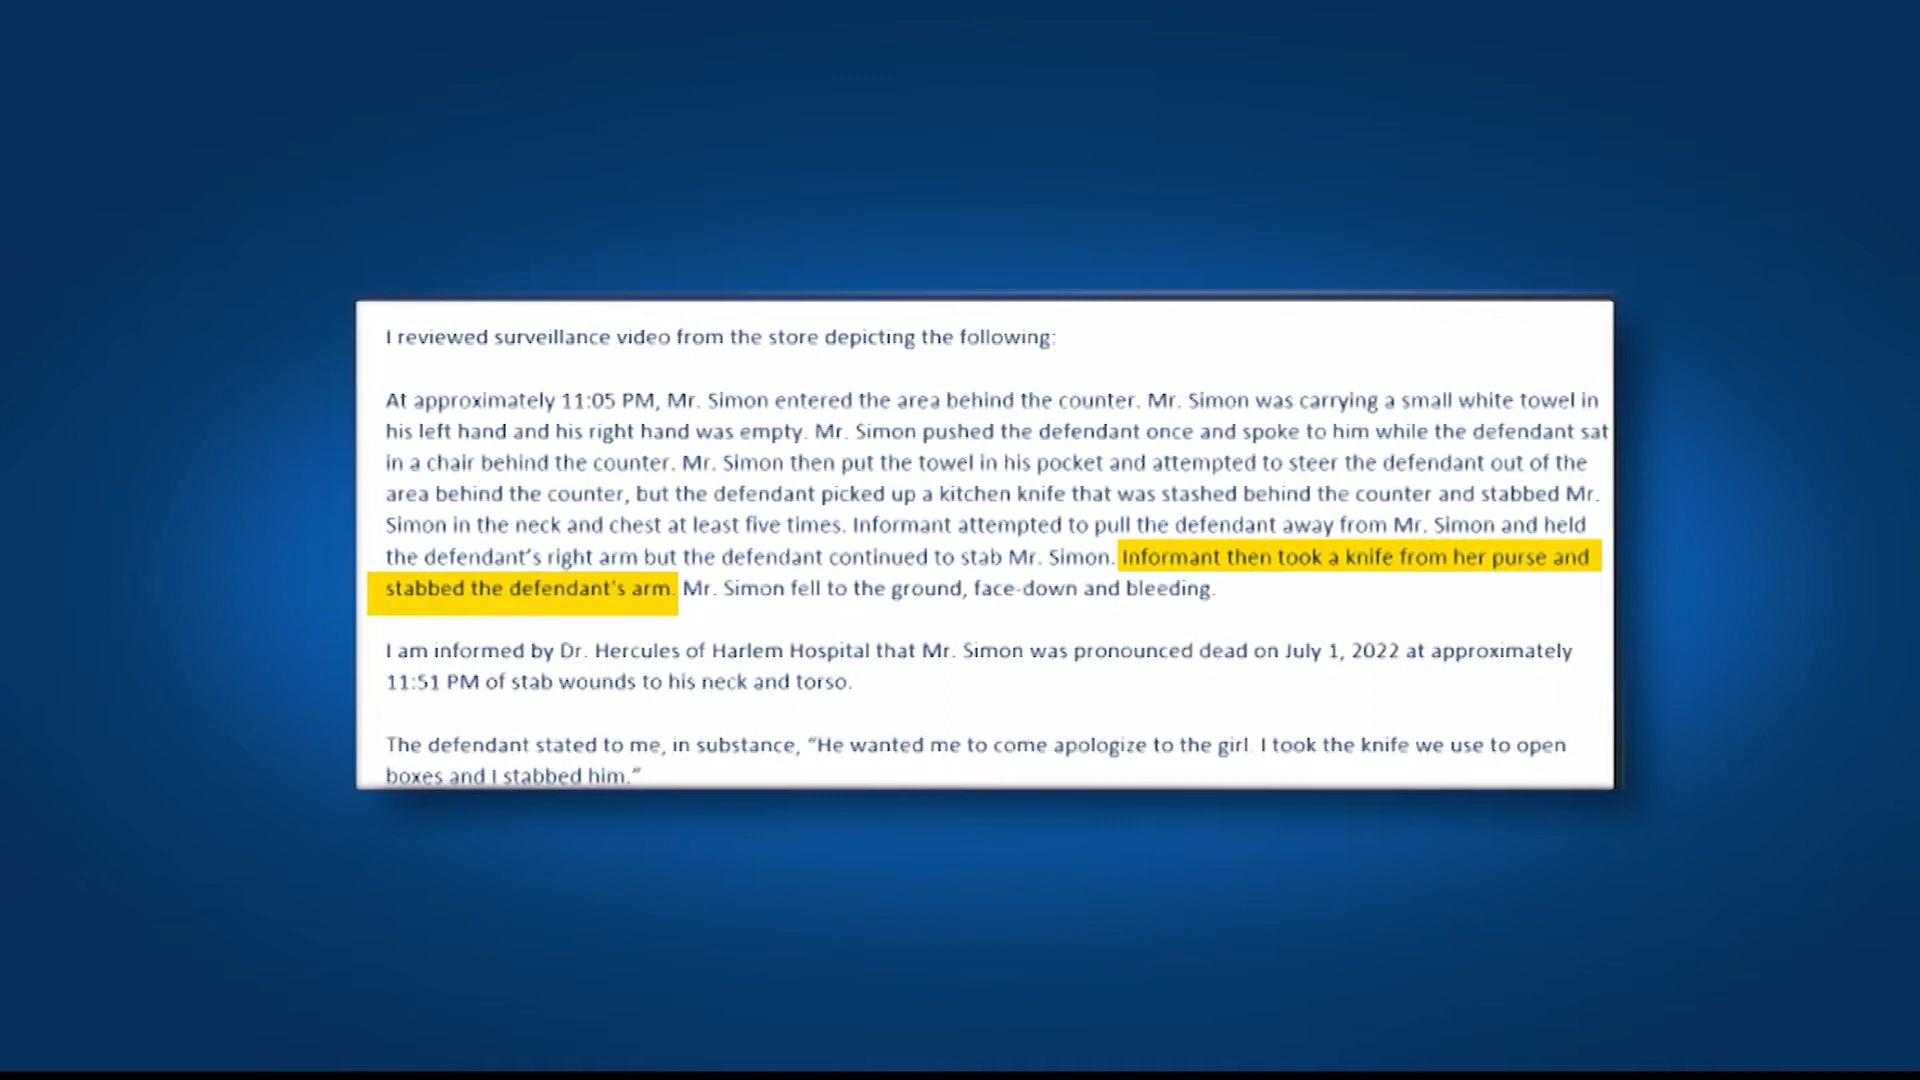 I reviewed surveillance video from the store depicting the following:
At approximately 11:05 PM, Mr. Simon entered the area behind the counter. Mr. Simon was carrying a small white towel in
his left hand and his right hand was empty. Mr. Simon pushed the defendant once and spoke to him while the defendant sat
in a chair behind the counter. Mr. Simon then put the towel in his pocket and attempted to steer the defendant out of the
area behind the counter, but the defendant picked up a kitchen knife that was stashed behind the counter and stabbed Mr.
Simon in the neck and chest at least five times. Informant attempted to pull the defendant away from Mr. Simon and held
the defendant's right arm but the defendant continued to stab Mr. Simon. Informant then took a knife from her purse and
stabbed the defendant's arm. Mr. Simon fell to the ground, face-down and bleeding.
I am informed by Dr. Hercules of Harlem Hospital that Mr. Simon was pronounced dead on July 1, 2022 at approximately
11:51 PM of stab wounds to his neck and torso.
The defendant stated to me, in substance, “He wanted me to come apologize to the girl. I took the knife we use to open
boxes and I stabbed him.”